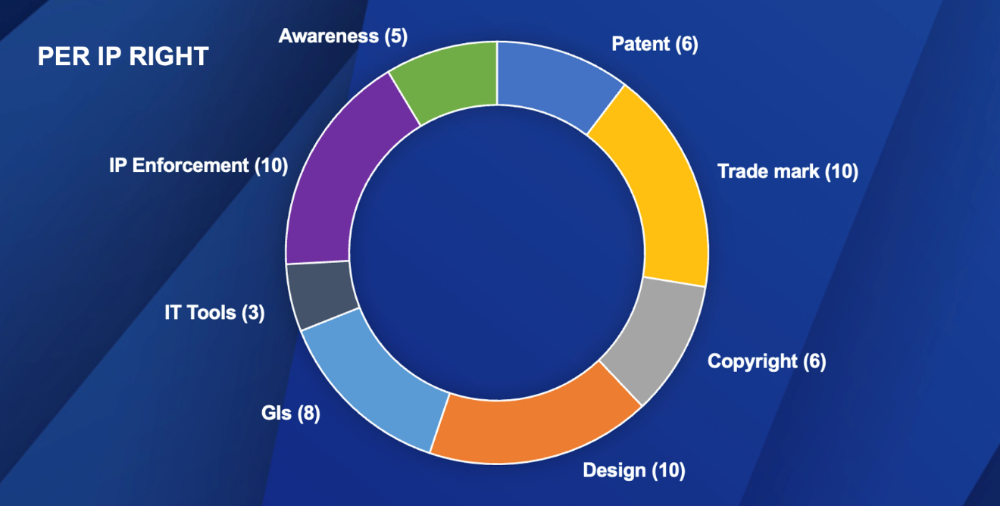 PER IP RIGHT
Awareness (5)
Patent (6)
IP Enforcement (10)
Trade mark (10)
IT Tools (3)
Copyright (6)
GIs (8)
Design (10)